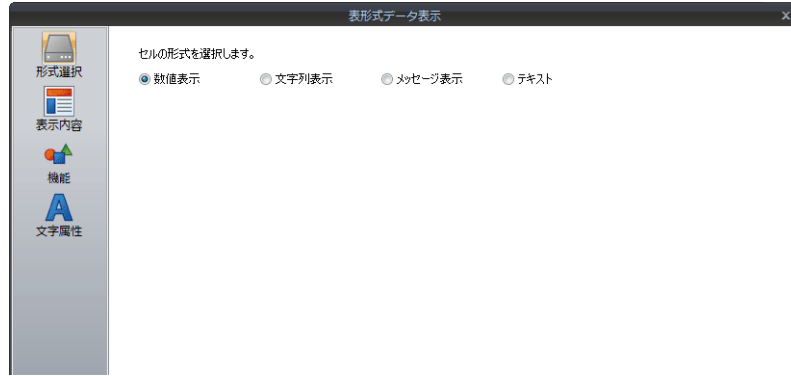 表形式データ表示
x
形式選択
表示内容
機能
A
文字属性
セルの形式を選択します。
数値表示 文字列表示 メッセージ表示 テキスト